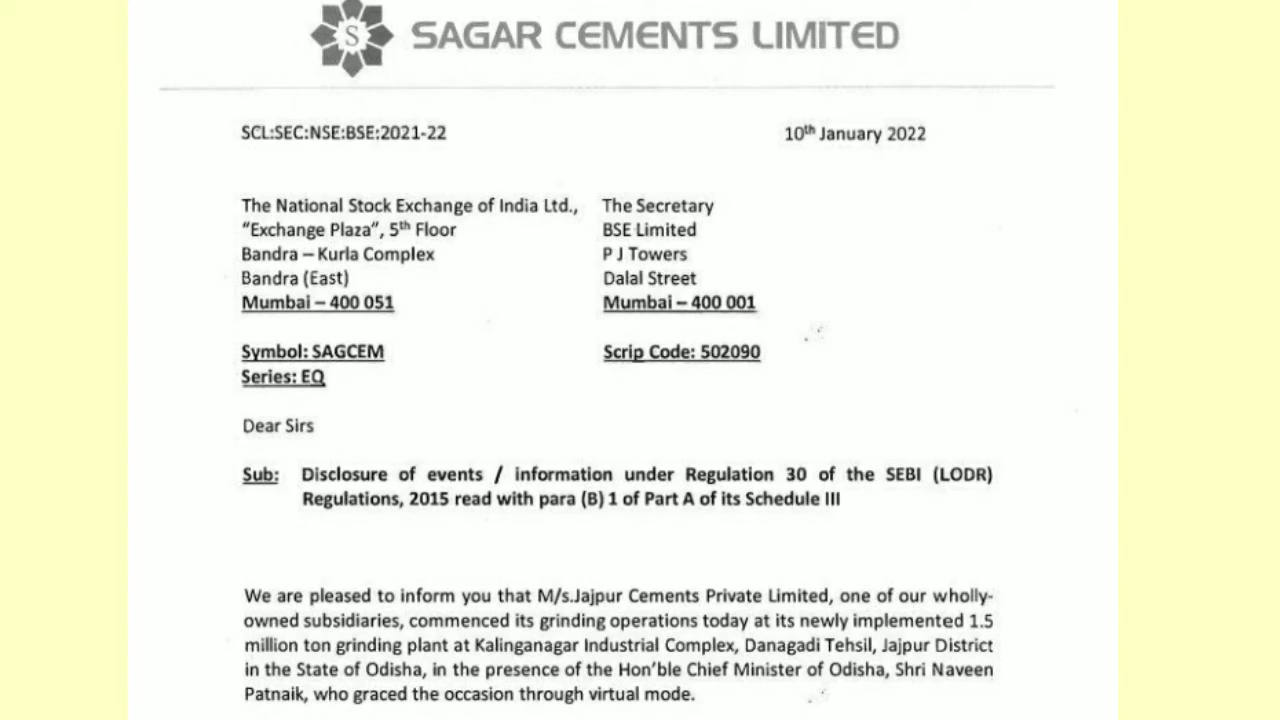 S SAGAR CEMENTS LIMITED
SCL:SEC:NSE:BSE:2021-22 10th January 2022
The National Stock Exchange of India Ltd., The Secretary
“Exchange Plaza”, 5th Floor BSE Limited
Bandra – Kurla Complex P J Towers
Bandra (East) Dalal Street
Mumbai – 400 051 Mumbai – 400 001
Symbol: SAGCEM Scrip Code: 502090
Series: EQ
Dear Sirs
Sub: Disclosure of events / information under Regulation 30 of the SEBI (LODR)
Regulations, 2015 read with para (B) 1 of Part A of its Schedule III
We are pleased to inform you that M/s.Jajpur Cements Private Limited, one of our wholly-
owned subsidiaries, commenced its grinding operations today at its newly implemented 1.5
million ton grinding plant at Kalinganagar Industrial Complex, Danagadi Tehsil, Jajpur District
in the State of Odisha, in the presence of the Hon’ble Chief Minister of Odisha, Shri Naveen
Patnaik, who graced the occasion through virtual mode.